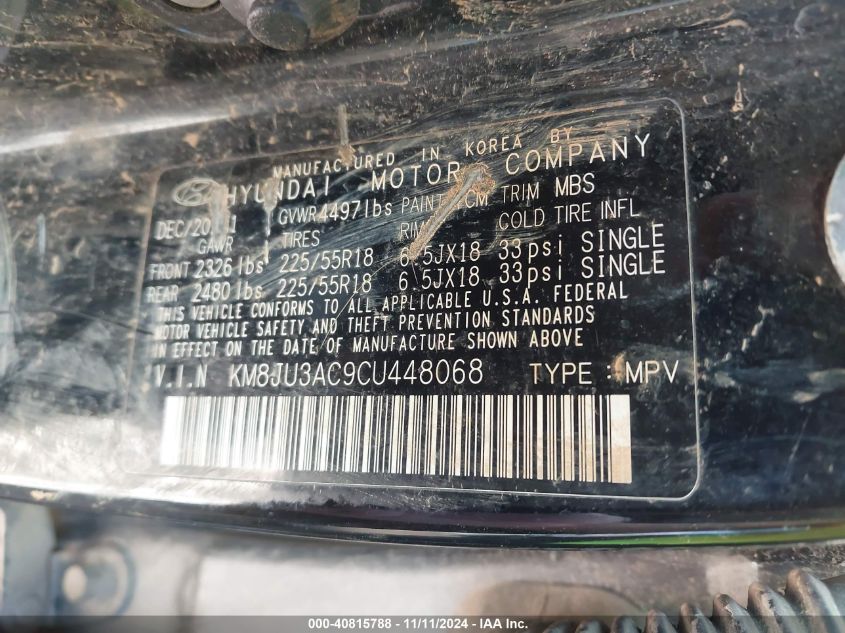 MANUFACTURED IN KOREA BY
HYUNDAI MOTOR COMPANY
GVWR 4497lbs PAINT TRIM MBS
GAWR TIRES RIM COLD TIRE INFL
FRONT 2326 lbs 225/55R18 6.5JX18 33psi SINGLE
REAR 2480 lbs 225/55R18 6.5JX18 33psi SINGLE
THIS VEHICLE CONFORMS TO ALL APPLICABLE U.S.A. FEDERAL
MOTOR VEHICLE SAFETY AND THEFT PREVENTION STANDARDS
IN EFFECT ON THE DATE OF MANUFACTURE SHOWN ABOVE
V.I.N KM8JU3AC9CU448068 TYPE : MPV
000-40815788 - 11/11/2024 - IAA Inc.